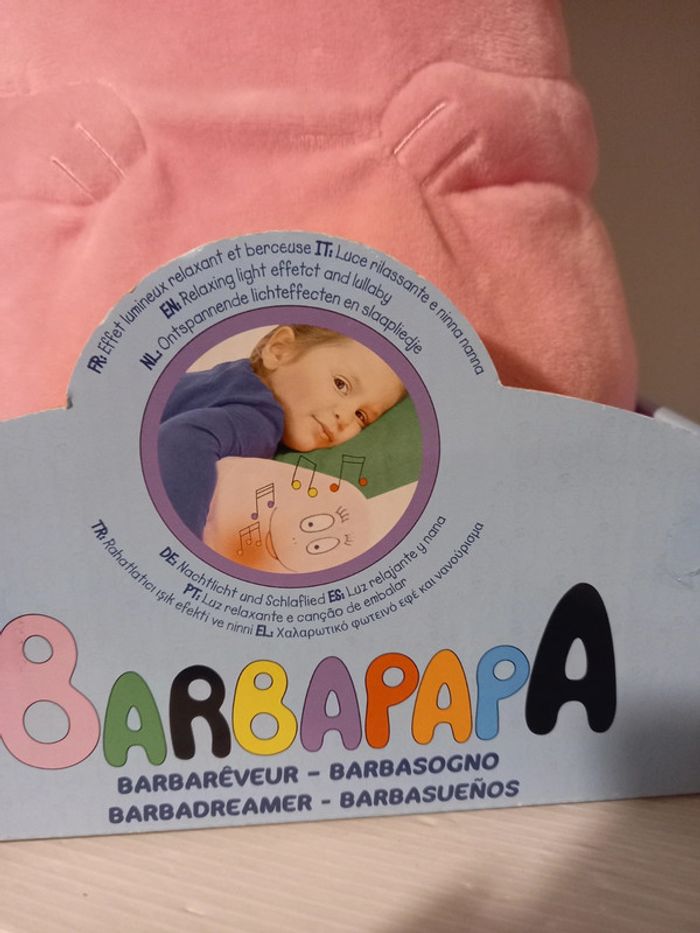 FR: Effet lumineux relaxant et berceuse IT: Luce rilassante e ninna nanna
EN: Relaxing light effetct and lullaby
NL: Ontspannende lichteffecten en slaapliedje
DE: Nachtlicht und Schlaflied ES: Luz relajante y nana
PT: Luz relaxante e canção de embalar
TR: Rahatlatici ışik efekti ve ninni EL: Χαλαρωτικό φωτεινό εφέ και νανούρισμα
BARBAPAPA
BARBARÊVEUR - BARBASOGNO
BARBADREAMER - BARBASUEÑOS